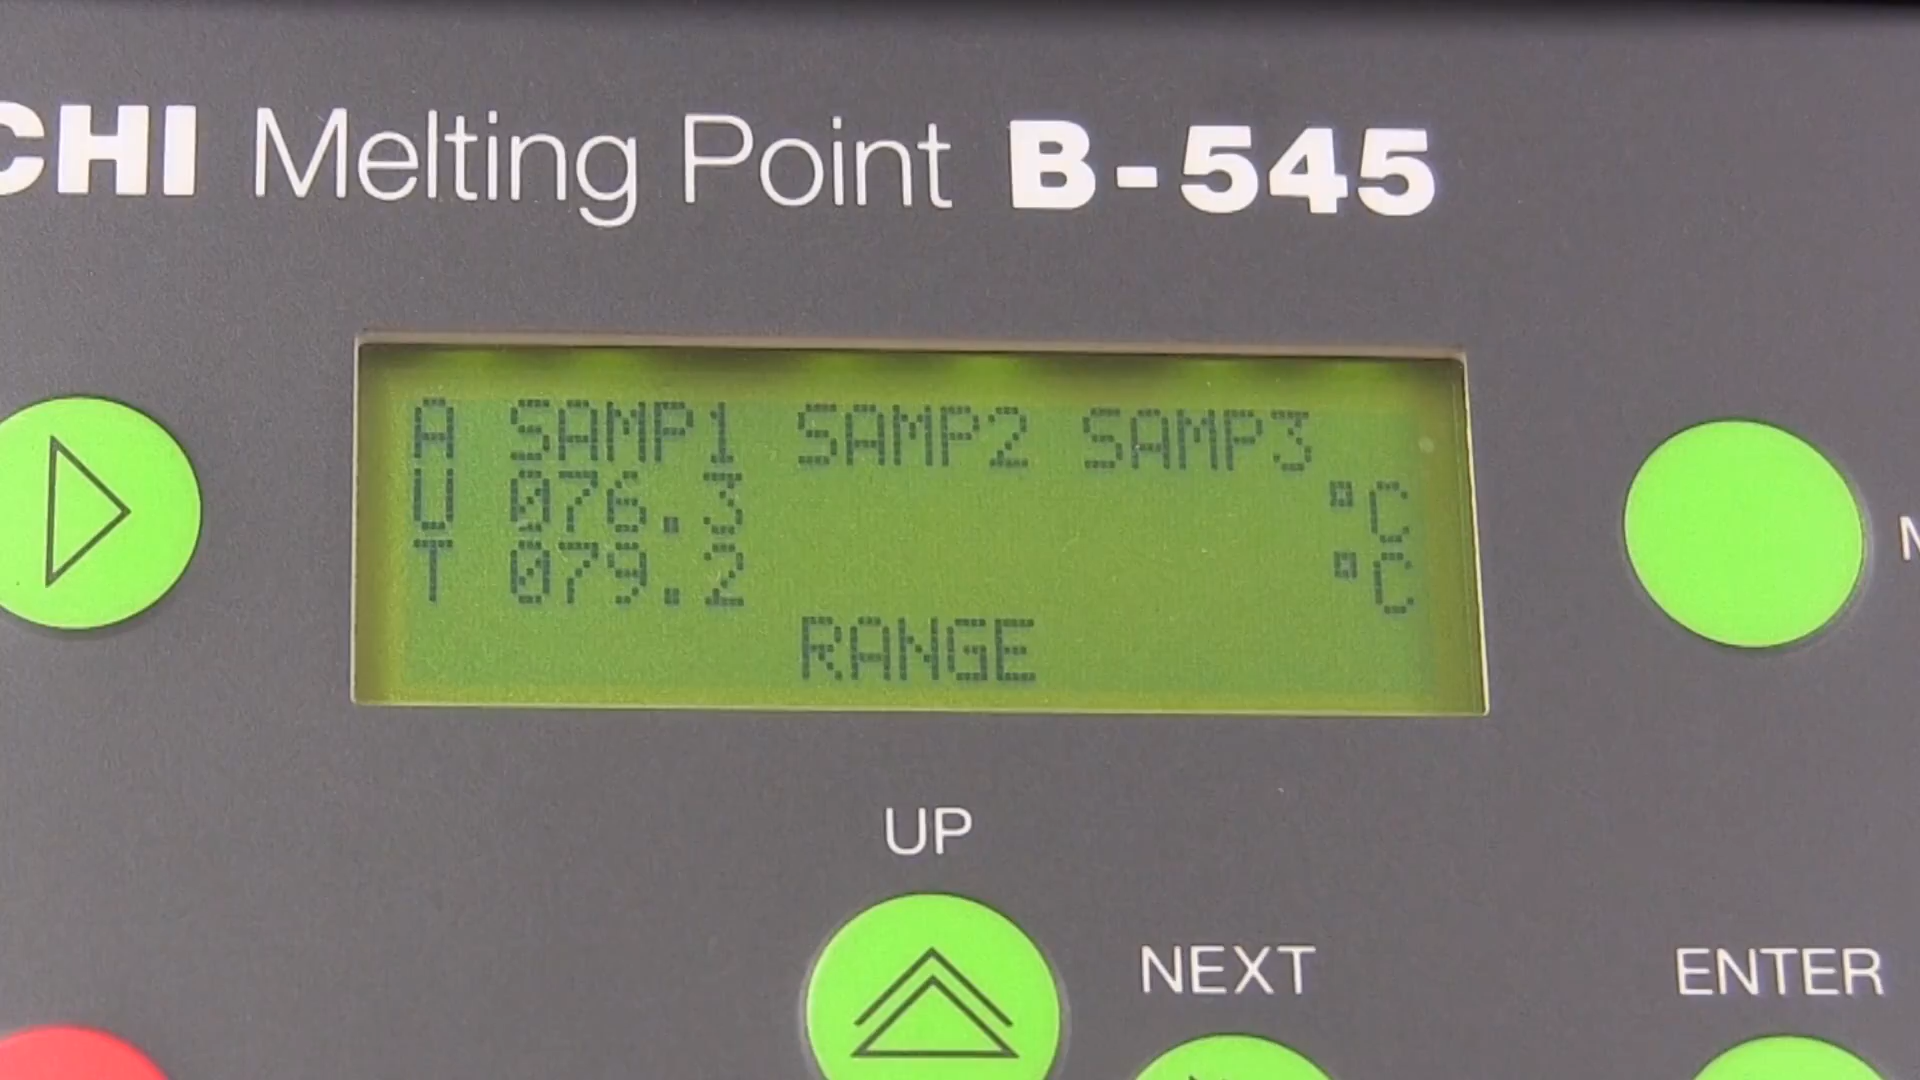 CHI Melting Point B-545
A SAMP1 SAMP2 SAMP3
U 076.3 °C
T 079.2 °C
RANGE
UP
NEXT
ENTER